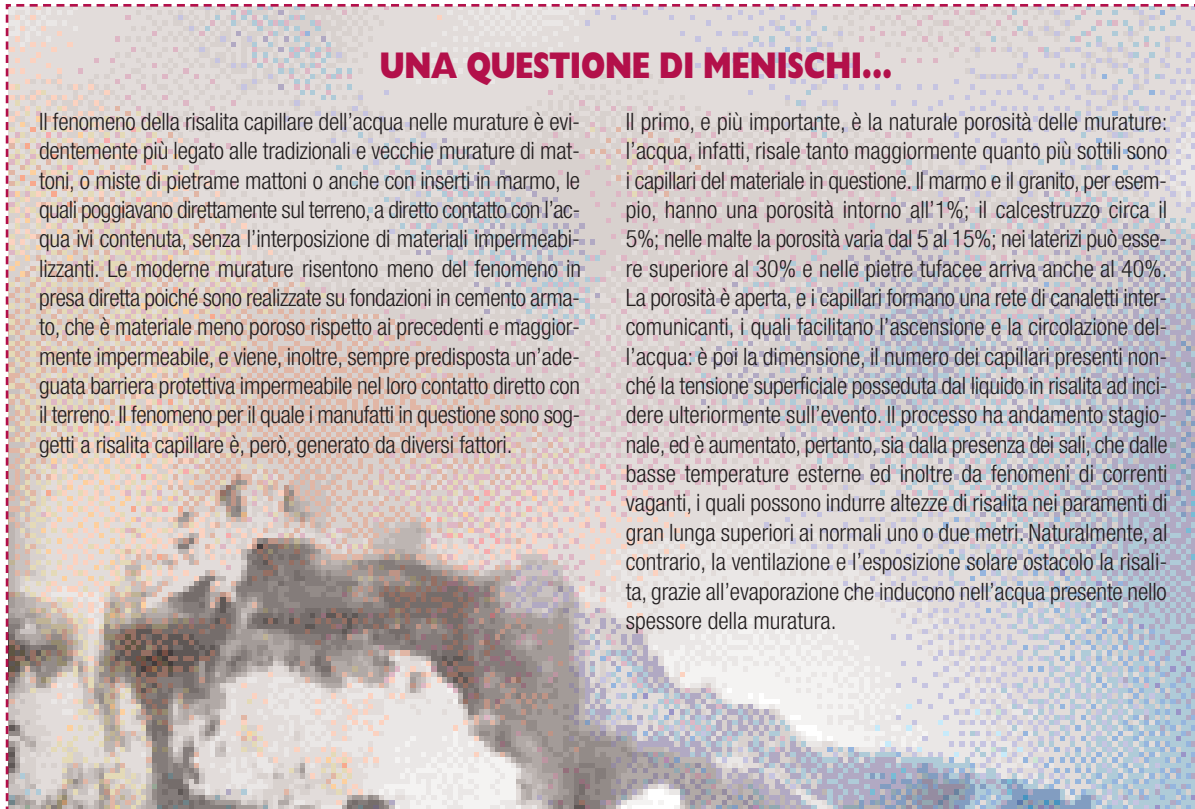 UNA QUESTIONE DI MENISCHI...
Il fenomeno della risalita capillare dell'acqua nelle murature è evi-
dentemente più legato alle tradizionali e vecchie murature di mat-
toni, o miste di pietrame mattoni o anche con inserti in marmo, le
quali poggiavano direttamente sul terreno, a diretto contatto con l'ac-
qua ivi contenuta, senza l'interposizione di materiali impermeabi-
lizzanti. Le moderne murature risentono meno del fenomeno in
presa diretta poiché sono realizzate su fondazioni in cemento arma-
to, che è materiale meno poroso rispetto ai precedenti e maggior-
mente impermeabile, e viene, inoltre, sempre predisposta un'ade-
guata barriera protettiva impermeabile nel loro contatto diretto con
il terreno. Il fenomeno per il quale i manufatti in questione sono sog-
getti a risalita capillare è, però, generato da diversi fattori.
Il primo, e più importante, è la naturale porosità delle murature:
l'acqua, infatti, risale tanto maggiormente quanto più sottili sono
i capillari del materiale in questione. Il marmo e il granito, per esem-
pio, hanno una porosità intorno all'1%; il calcestruzzo circa il
5%; nelle malte la porosità varia dal 5 al 15%; nei laterizi può esse-
re superiore al 30% e nelle pietre tufacee arriva anche al 40%.
La porosità è aperta, e i capillari formano una rete di canaletti inter-
comunicanti, i quali facilitano l'ascensione e la circolazione del-
l'acqua: è poi la dimensione, il numero dei capillari presenti non-
ché la tensione superficiale posseduta dal liquido in risalita ad inci-
dere ulteriormente sull'evento. Il processo ha andamento stagio-
nale, ed è aumentato, pertanto, sia dalla presenza dei sali, che dalle
basse temperature esterne ed inoltre da fenomeni di correnti
vaganti, i quali possono indurre altezze di risalita nei paramenti di
gran lunga superiori ai normali uno o due metri. Naturalmente, al
contrario, la ventilazione e l'esposizione solare ostacolo la risali-
ta, grazie all'evaporazione che inducono nell'acqua presente nello
spessore della muratura.